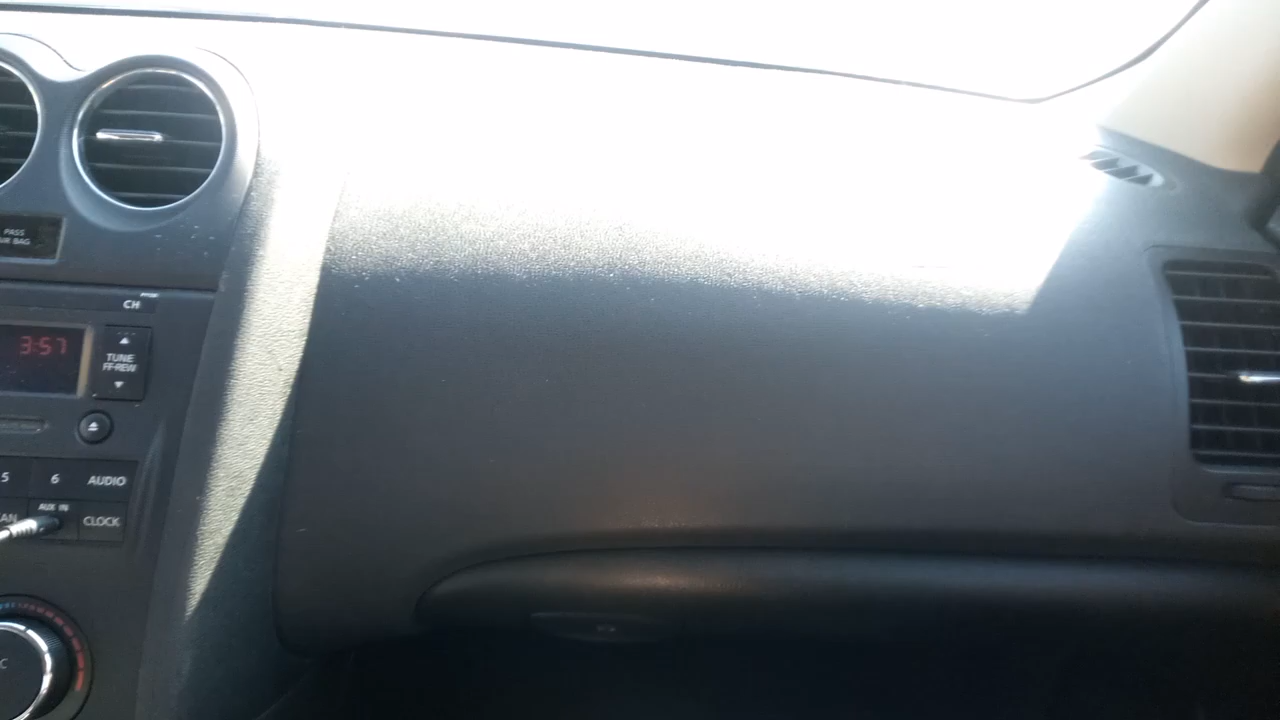 PASS
AIR BAG
CH
3:57
TUNE
FF·REW
5 6 AUDIO
AUX IN
CLOCK